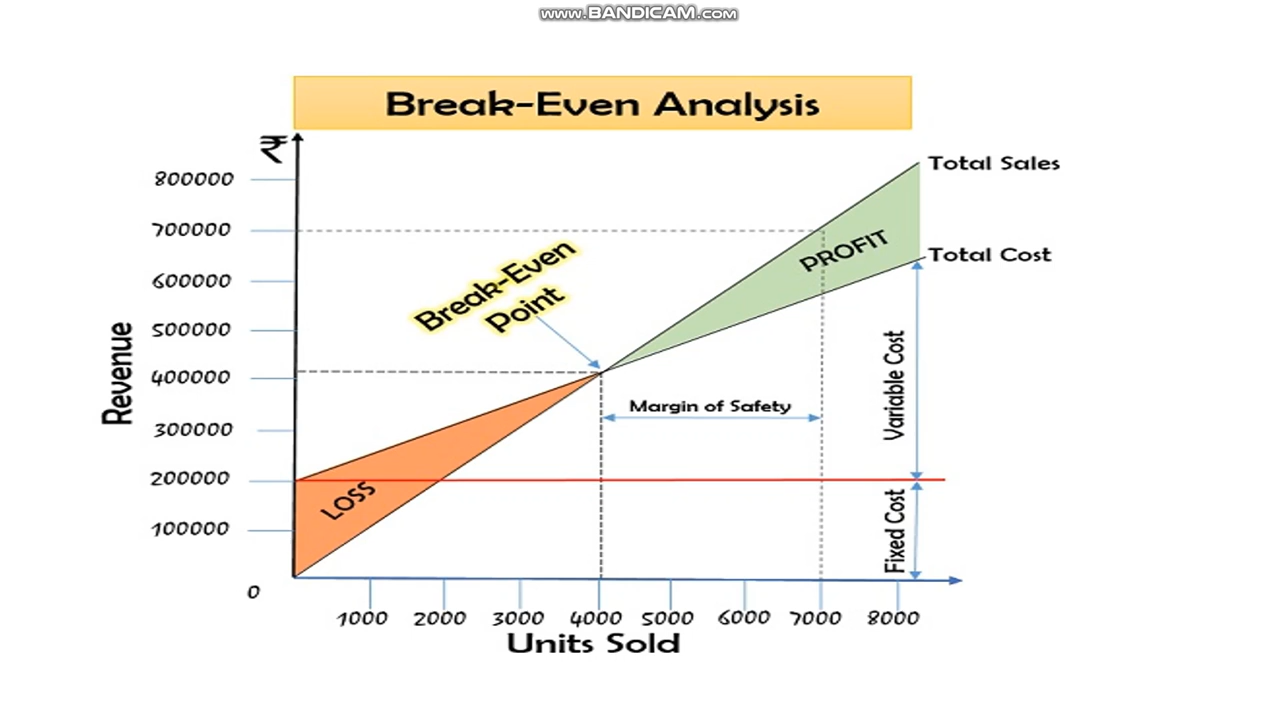 www.BANDICAM.com
Break-Even Analysis
₹
Total Sales
800000
700000
PROFIT
Break-Even
Point
Total Cost
600000
500000
400000
300000
200000
100000
0
Revenue
Margin of Safety
Variable Cost
LOSS
Fixed Cost
1000 2000 3000 4000 5000 6000 7000 8000
Units Sold